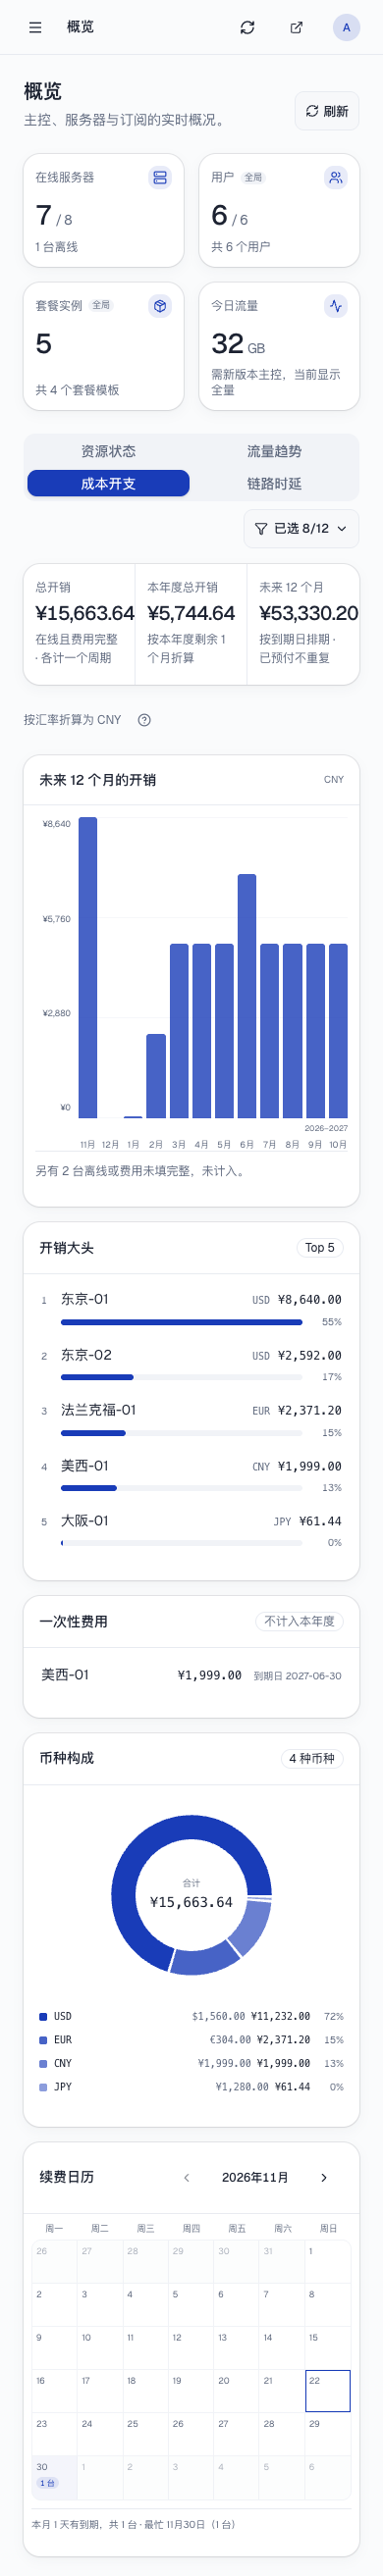 概览
A
概览
主控、服务器与订阅的实时概况。
刷新
在线服务器
7 / 8
1 台离线
用户 全局
6 / 6
共 6 个用户
套餐实例 全局
5
共 4 个套餐模板
今日流量
32 GB
需新版本主控，当前显示
全量
资源状态 流量趋势
成本开支 链路时延
已选 8/12
总开销
¥15,663.64
在线且费用完整
· 各计一个周期
本年度总开销
¥5,744.64
按本年度剩余 1
个月折算
未来 12 个月
¥53,330.20
按到期日排期 ·
已预付不重复
按汇率折算为 CNY
未来 12 个月的开销 CNY
¥8,640
¥5,760
¥2,880
¥0
2026–2027
11月 12月 1月 2月 3月 4月 5月 6月 7月 8月 9月 10月
另有 2 台离线或费用未填完整，未计入。
开销大头 Top 5
1 东京-01 USD ¥8,640.00
55%
2 东京-02 USD ¥2,592.00
17%
3 法兰克福-01 EUR ¥2,371.20
15%
4 美西-01 CNY ¥1,999.00
13%
5 大阪-01 JPY ¥61.44
0%
一次性费用 不计入本年度
美西-01 ¥1,999.00 到期日 2027-06-30
币种构成 4 种币种
合计
¥15,663.64
USD $1,560.00 ¥11,232.00 72%
EUR €304.00 ¥2,371.20 15%
CNY ¥1,999.00 ¥1,999.00 13%
JPY ¥1,280.00 ¥61.44 0%
续费日历 2026年11月
周一 周二 周三 周四 周五 周六 周日
26 27 28 29 30 31 1
2 3 4 5 6 7 8
9 10 11 12 13 14 15
16 17 18 19 20 21 22
23 24 25 26 27 28 29
30 1 2 3 4 5 6
1 台
本月 1 天有到期，共 1 台 · 最忙 11月30日（1 台）